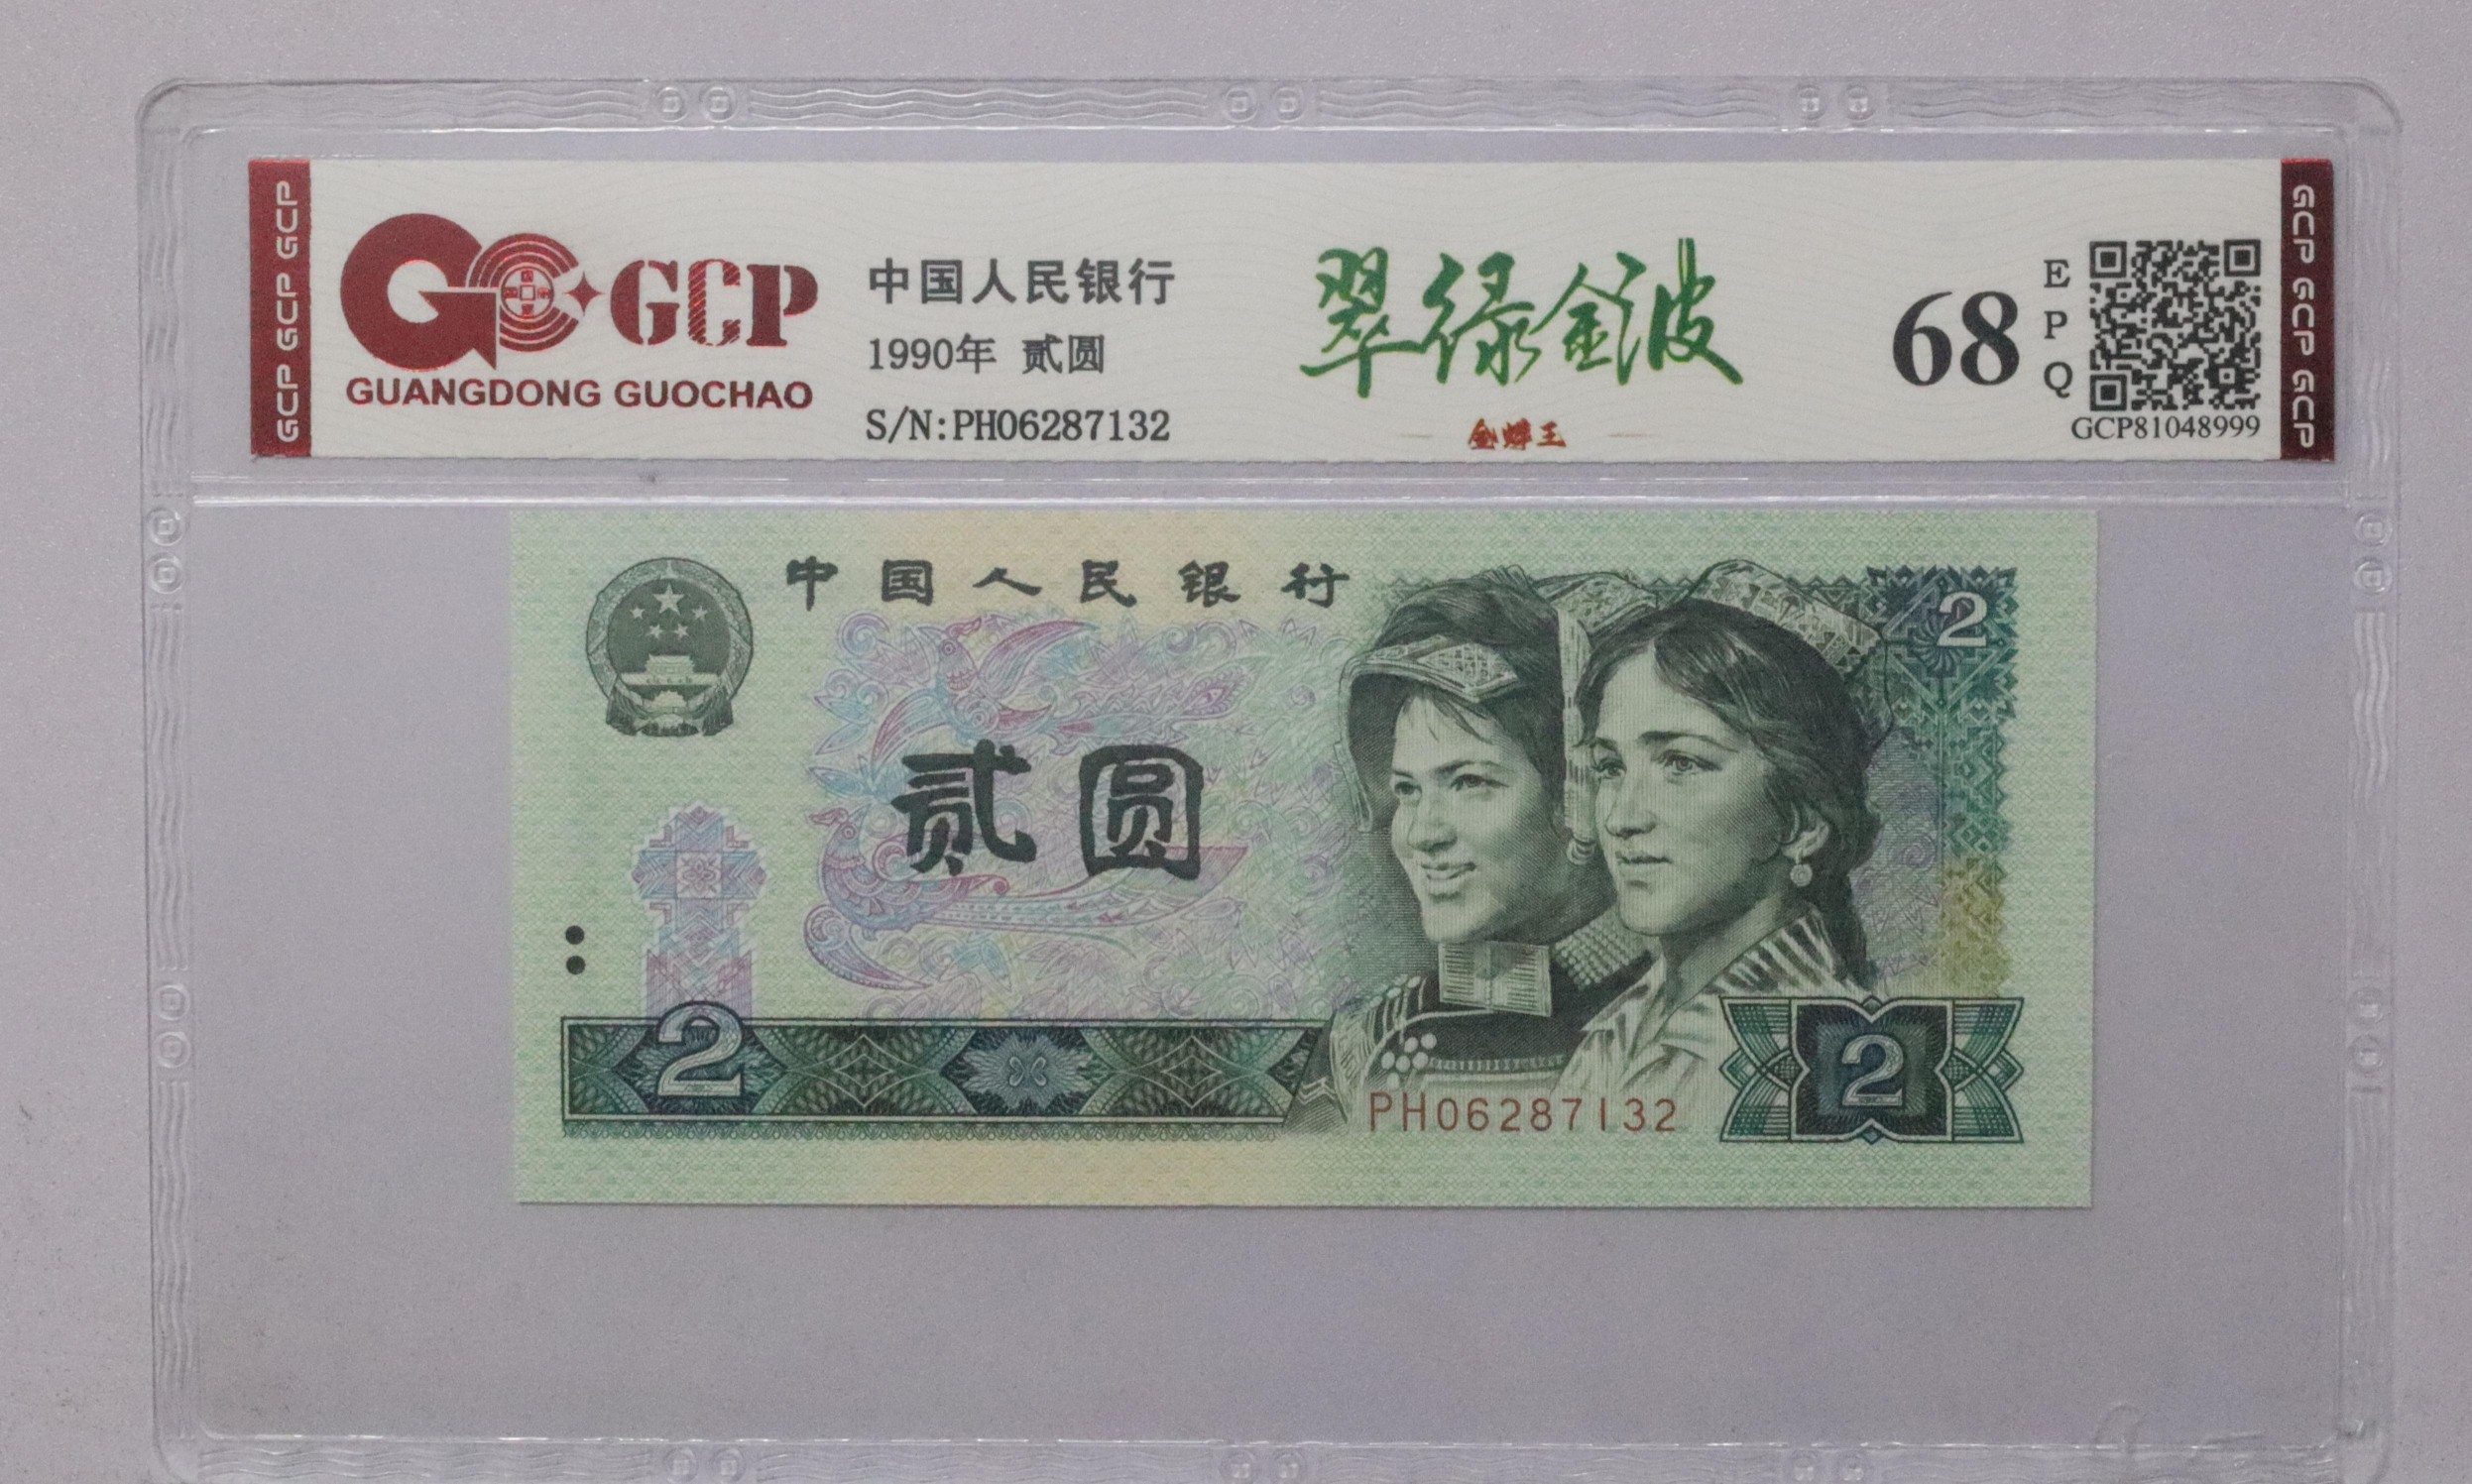 GCP GCP GCP
GCP
GUANGDONG GUOCHAO
中国人民银行
1990年 贰圆
S/N:PH06287132
翠绿金波
金蝉王
68
EPQ
GCP81048999
GCP GCP GCP
中国人民银行
2
贰圆
2
PH06287132
2